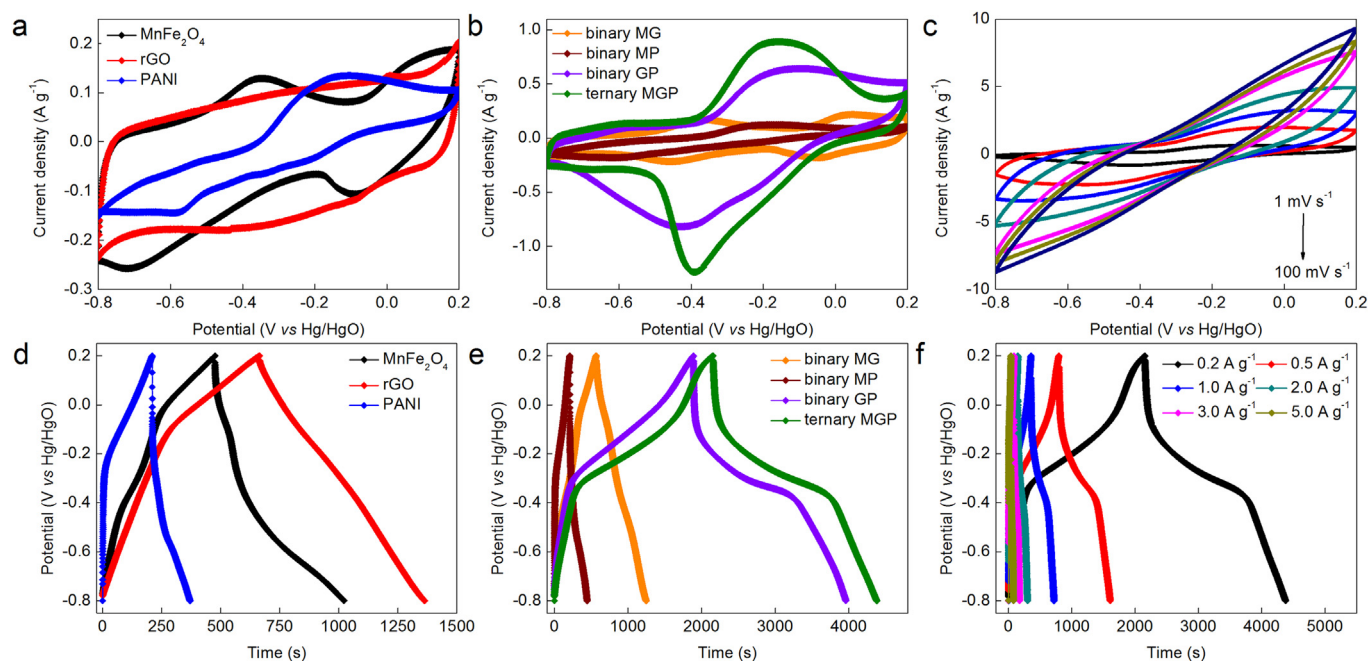 a
MnFe₂O₄
rGO
PANI
0.2
0.1
0.0
-0.1
-0.2
-0.3
-0.8 -0.6 -0.4 -0.2 0.0 0.2
Current density (A g⁻¹)
Potential (V vs Hg/HgO)
b
binary MG
binary MP
binary GP
ternary MGP
1.0
0.5
0.0
-0.5
-1.0
-0.8 -0.6 -0.4 -0.2 0.0 0.2
Current density (A g⁻¹)
Potential (V vs Hg/HgO)
c
10
5
0
-5
-10
1 mV s⁻¹
100 mV s⁻¹
-0.8 -0.6 -0.4 -0.2 0.0 0.2
Current density (A g⁻¹)
Potential (V vs Hg/HgO)
d
MnFe₂O₄
rGO
PANI
0.2
0.0
-0.2
-0.4
-0.6
-0.8
0 250 500 750 1000 1250 1500
Potential (V vs Hg/HgO)
Time (s)
e
binary MG
binary MP
binary GP
ternary MGP
0.2
0.0
-0.2
-0.4
-0.6
-0.8
0 1000 2000 3000 4000
Potential (V vs Hg/HgO)
Time (s)
f
0.2 A g⁻¹ 0.5 A g⁻¹
1.0 A g⁻¹ 2.0 A g⁻¹
3.0 A g⁻¹ 5.0 A g⁻¹
0.2
0.0
-0.2
-0.4
-0.6
-0.8
0 1000 2000 3000 4000 5000
Potential (V vs Hg/HgO)
Time (s)